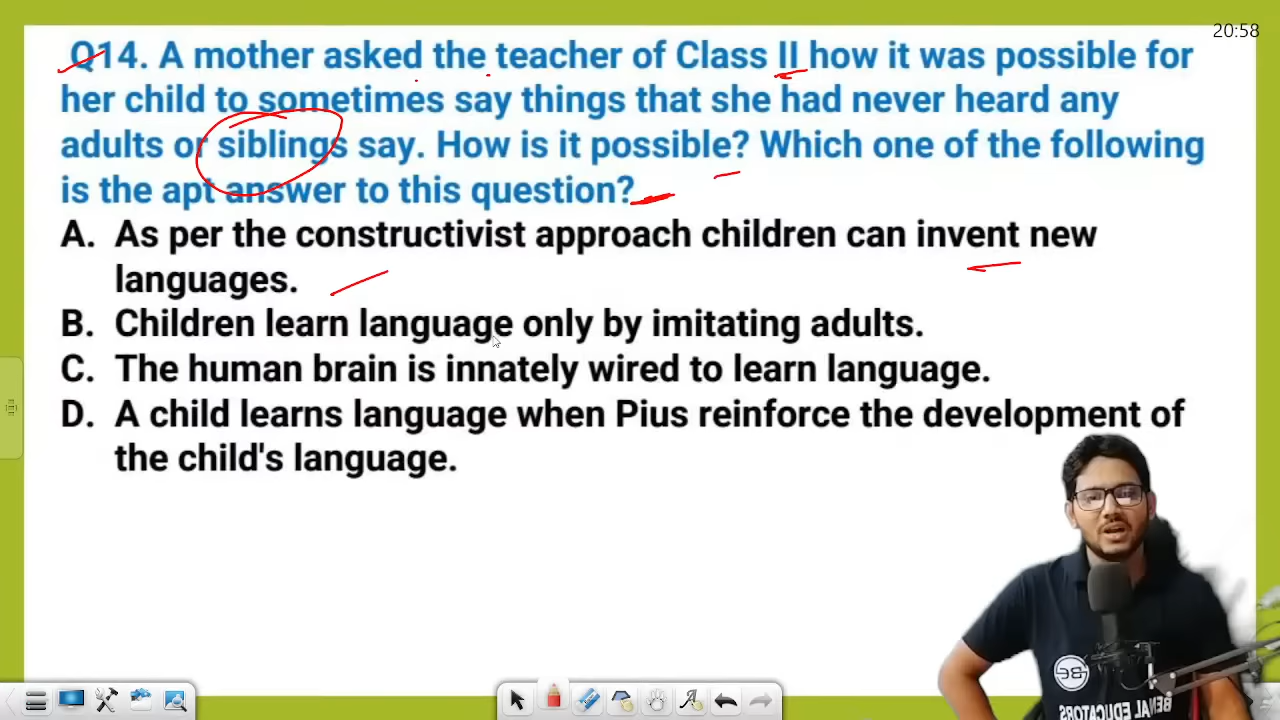 20:58
Q14. A mother asked the teacher of Class II how it was possible for
her child to sometimes say things that she had never heard any
adults or siblings say. How is it possible? Which one of the following
is the apt answer to this question?
A. As per the constructivist approach children can invent new
languages.
B. Children learn language only by imitating adults.
C. The human brain is innately wired to learn language.
D. A child learns language when Pius reinforce the development of
the child's language.
BENAL EDUCATORS